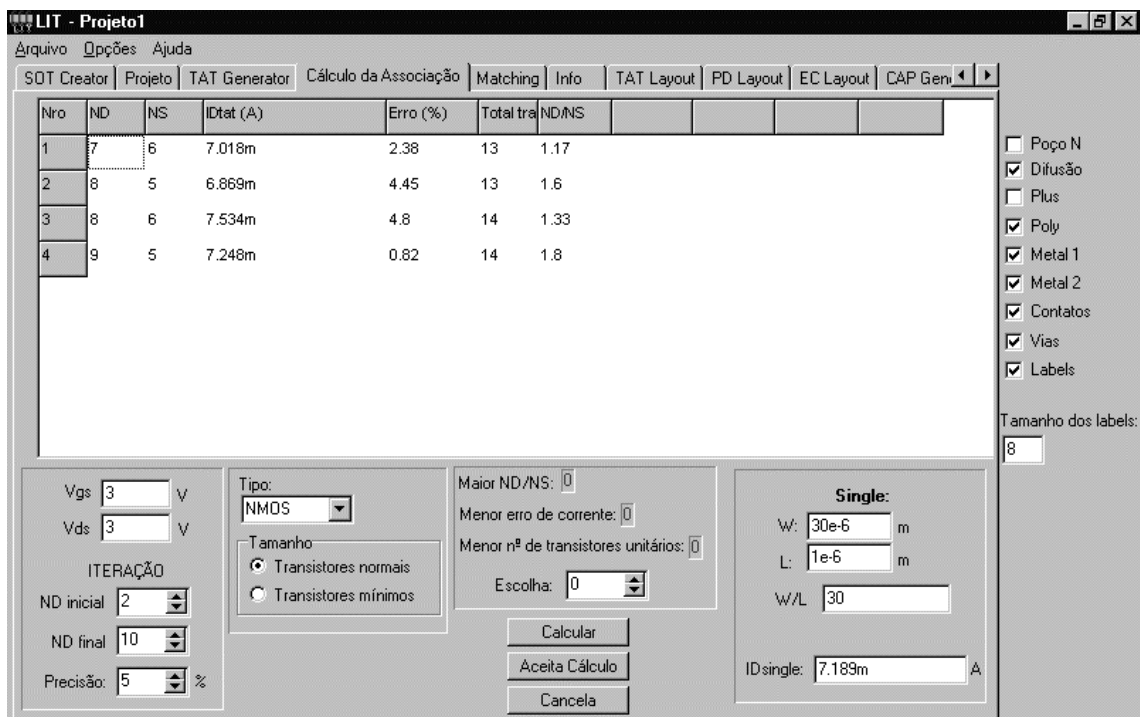 LIT - Projeto1
Arquivo Opções Ajuda
SOT Creator Projeto TAT Generator Cálculo da Associação Matching Info TAT Layout PD Layout EC Layout CAP Gen
Nro ND NS IDtat (A) Erro (%) Total tra ND/NS
1 7 6 7.018m 2.38 13 1.17
2 8 5 6.869m 4.45 13 1.6
3 8 6 7.534m 4.8 14 1.33
4 9 5 7.248m 0.82 14 1.8
Poço N
Difusão
Plus
Poly
Metal 1
Metal 2
Contatos
Vias
Labels
Tamanho dos labels:
8
Vgs 3 V
Vds 3 V
ITERAÇÃO
ND inicial 2
ND final 10
Precisão: 5 %
Tipo:
NMOS
Tamanho
Transistores normais
Transistores mínimos
Maior ND/NS: 0
Menor erro de corrente: 0
Menor nº de transistores unitários: 0
Escolha: 0
Calcular
Aceita Cálculo
Cancela
Single:
W: 30e-6 m
L: 1e-6 m
W/L 30
IDsingle: 7.189m A